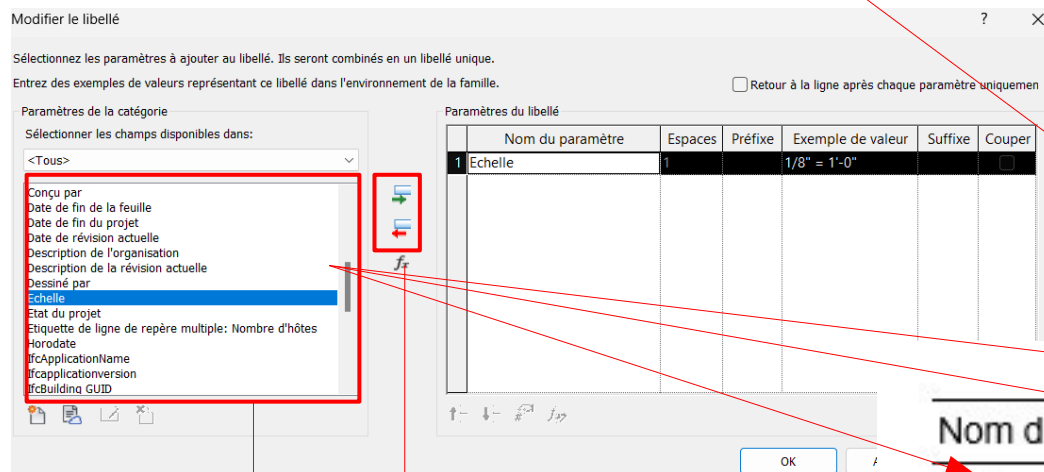 Modifier le libellé ? X
Sélectionnez les paramètres à ajouter au libellé. Ils seront combinés en un libellé unique.
Entrez des exemples de valeurs représentant ce libellé dans l'environnement de la famille.
Retour à la ligne après chaque paramètre uniquemen
Paramètres de la catégorie
Sélectionner les champs disponibles dans:
<Tous>
Conçu par
Date de fin de la feuille
Date de fin du projet
Date de révision actuelle
Description de l'organisation
Description de la révision actuelle
Dessiné par
Echelle
Etat du projet
Etiquette de ligne de repère multiple: Nombre d'hôtes
Horodate
IfcApplicationName
Ifcapplicationversion
IfcBuilding GUID
fx
Paramètres du libellé
Nom du paramètre Espaces Préfixe Exemple de valeur Suffixe Couper
1 Echelle 1 1/8" = 1'-0"
OK A
Nom d